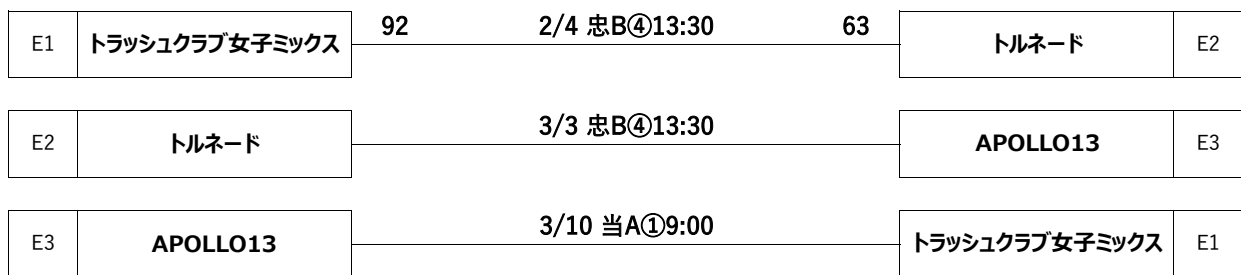 E1 トラッシュクラブ女子ミックス 92 2/4 忠B④13:30 63 トルネード E2
E2 トルネード 3/3 忠B④13:30 APOLLO13 E3
E3 APOLLO13 3/10 当A①9:00 トラッシュクラブ女子ミックス E1